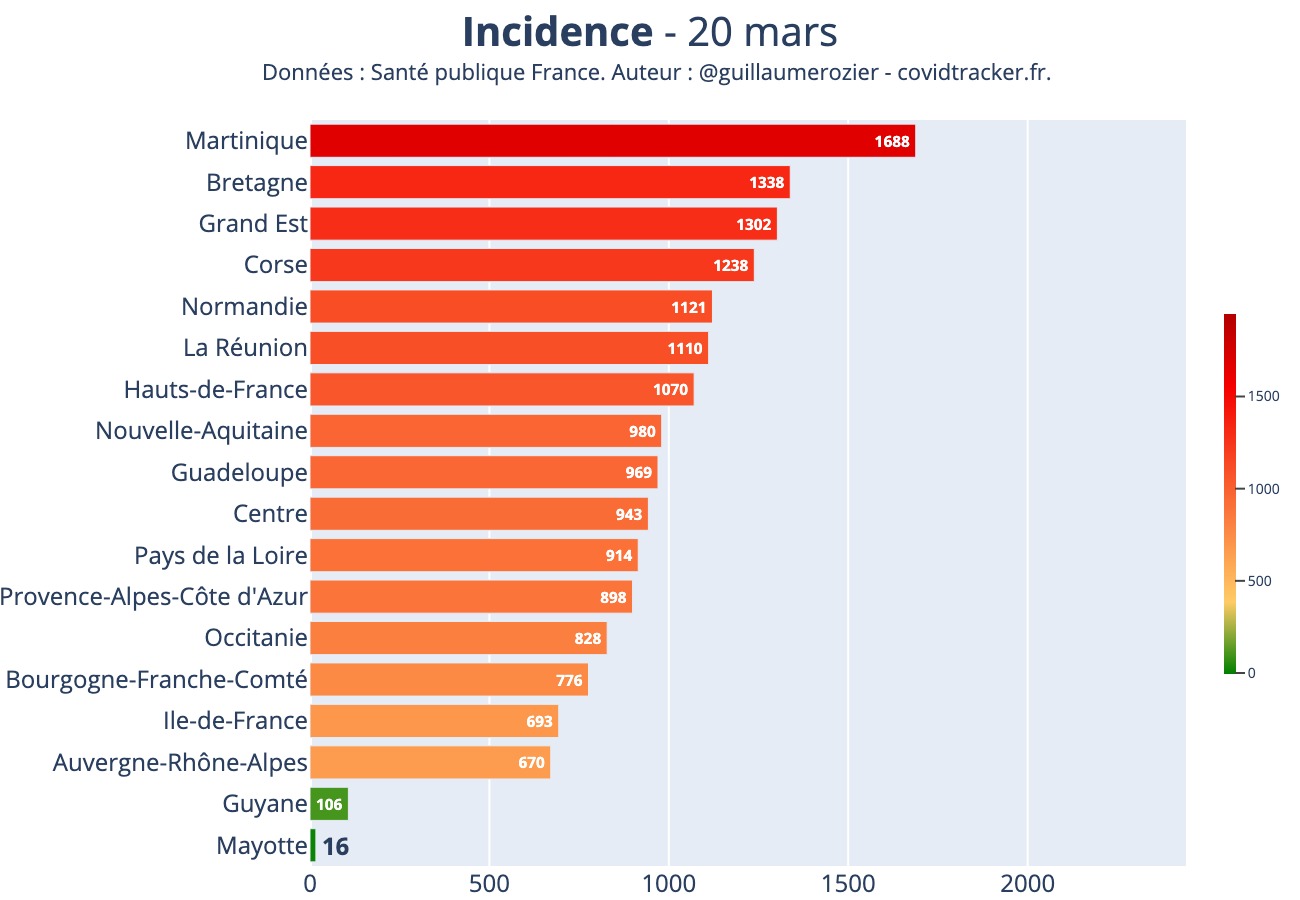 Incidence - 20 mars
Données : Santé publique France. Auteur : @guillaumerozier - covidtracker.fr.
Martinique 1688
Bretagne 1338
Grand Est 1302
Corse 1238
Normandie 1121
La Réunion 1110
Hauts-de-France 1070
Nouvelle-Aquitaine 980
Guadeloupe 969
Centre 943
Pays de la Loire 914
Provence-Alpes-Côte d'Azur 898
Occitanie 828
Bourgogne-Franche-Comté 776
Ile-de-France 693
Auvergne-Rhône-Alpes 670
Guyane 106
Mayotte 16
0 500 1000 1500 2000
1500
1000
500
0